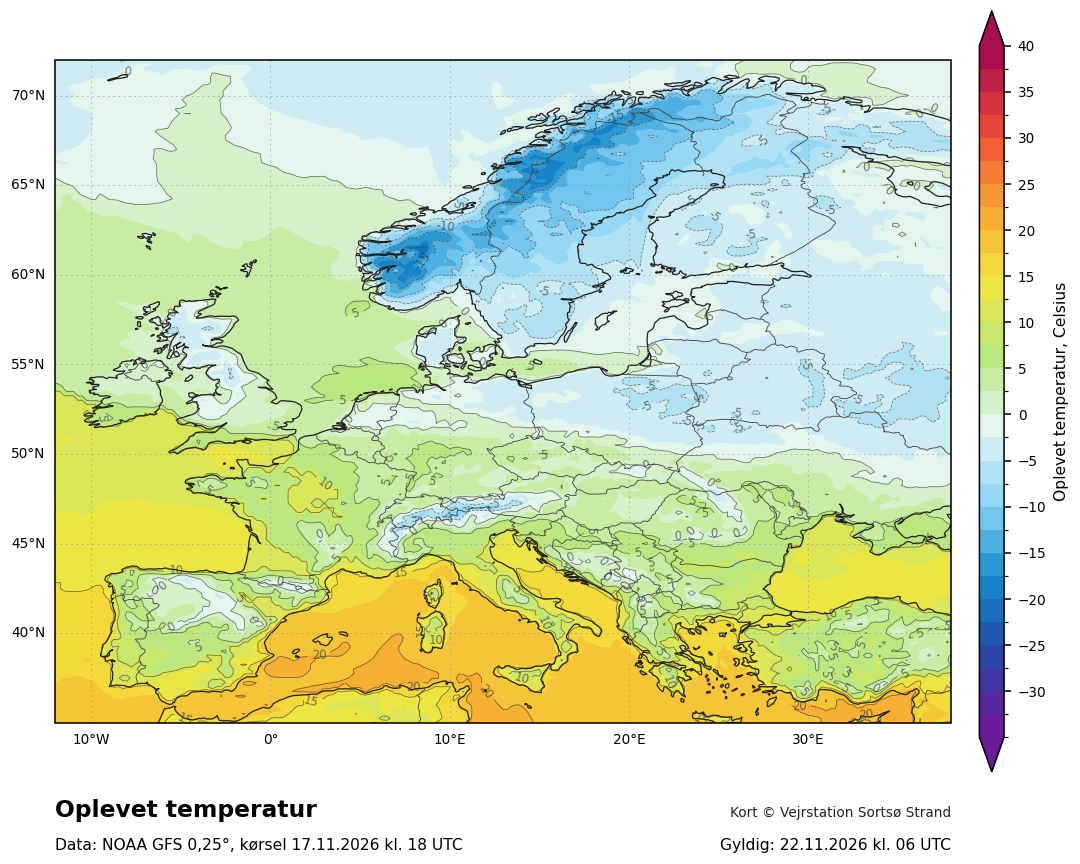 40
35
30
25
20
15
10
5
0
−5
−10
−15
−20
−25
−30
Oplevet temperatur, Celsius
70°N
65°N
60°N
55°N
50°N
45°N
40°N
10°W
0°
10°E
20°E
30°E
Oplevet temperatur
Kort © Vejrstation Sortsø Strand
Data: NOAA GFS 0,25°, kørsel 17.11.2026 kl. 18 UTC
Gyldig: 22.11.2026 kl. 06 UTC